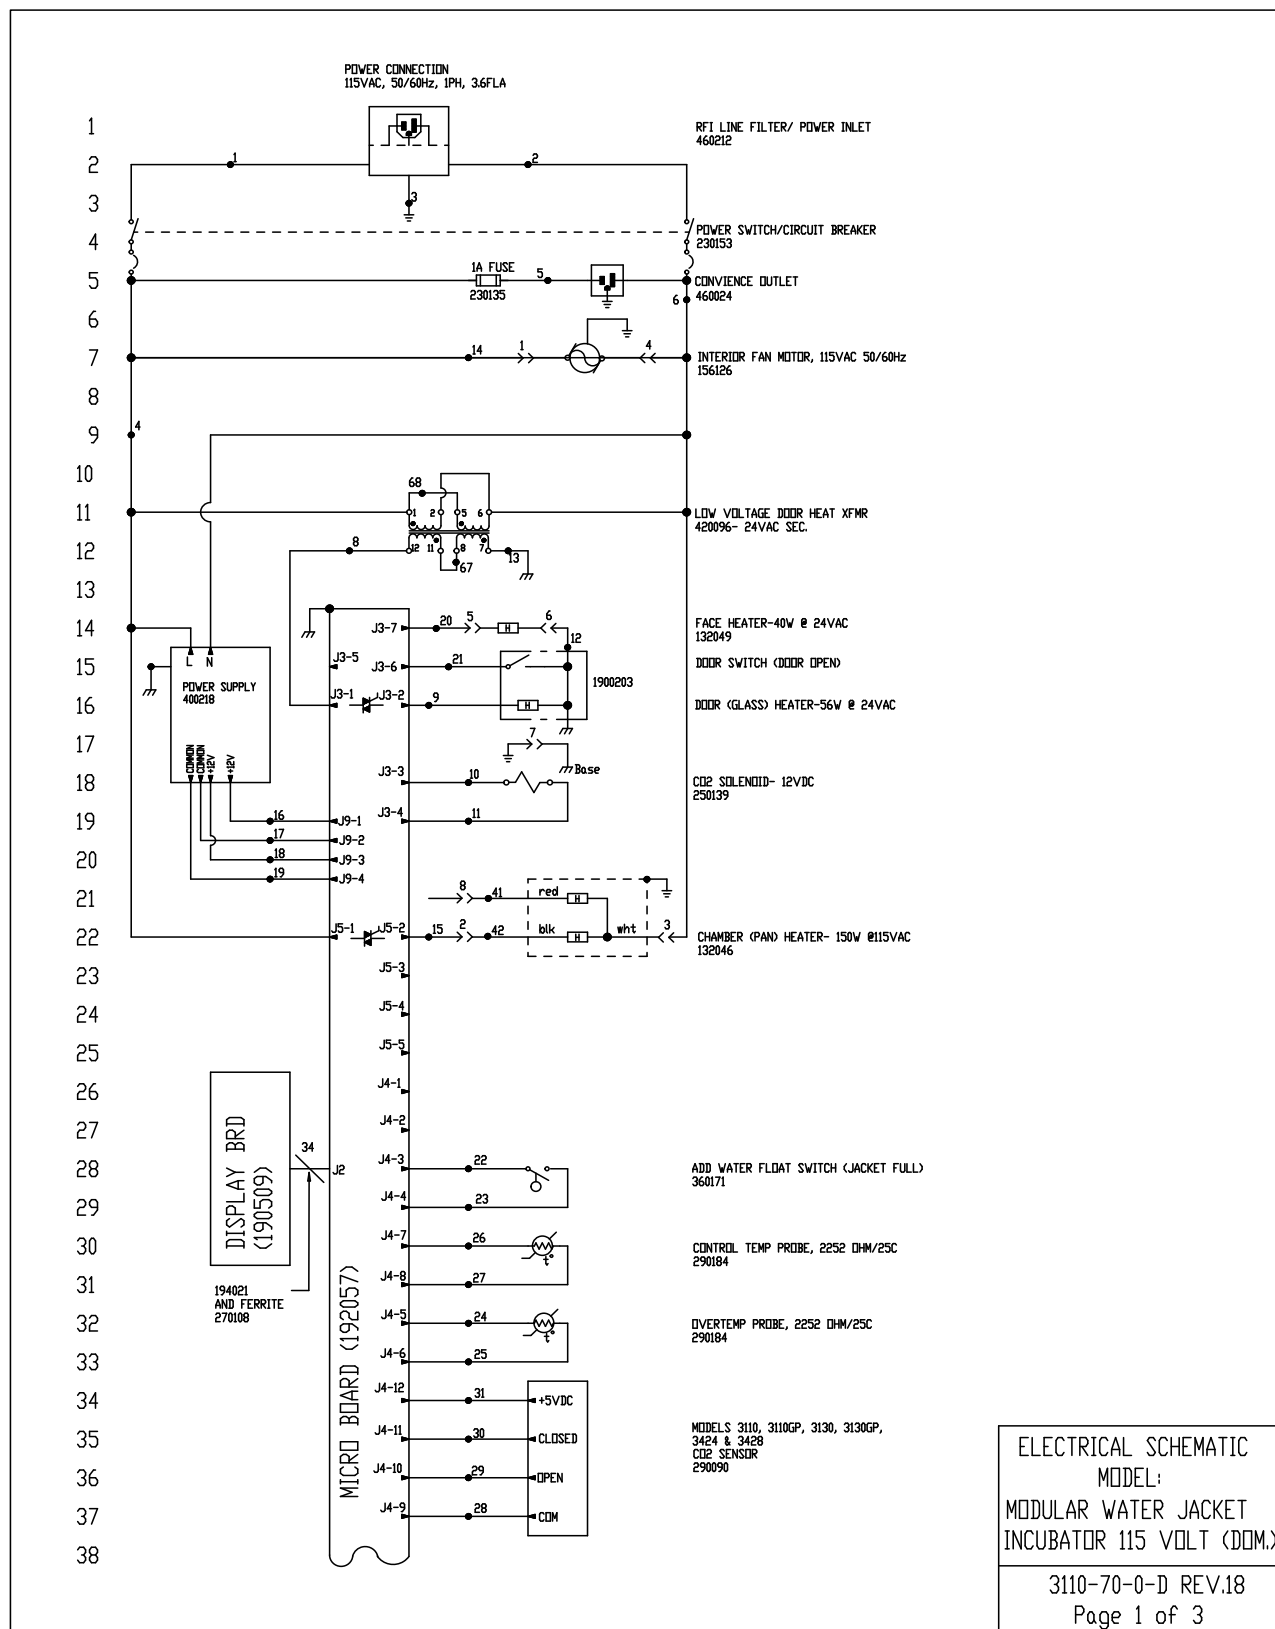 POWER CONNECTION
115VAC, 50/60Hz, 1PH, 3.6FLA
1
RFI LINE FILTER/ POWER INLET
460212
2
1
2
3
3
4
POWER SWITCH/CIRCUIT BREAKER
230153
5
1A FUSE
230135
5
CONVIENCE OUTLET
460024
6
6
7
14
1
4
INTERIOR FAN MOTOR, 115VAC 50/60Hz
156126
8
9
4
10
68
11
1
2
5
6
LOW VOLTAGE DOOR HEAT XFMR
420096- 24VAC SEC.
12
8
12
11
8
7
13
67
13
14
J3-7
20
5
6
FACE HEATER-40W @ 24VAC
132049
12
15
L
N
J3-5
J3-6
21
DOOR SWITCH (DOOR OPEN)
POWER SUPPLY
400218
1900203
16
J3-1
J3-2
9
H
H
DOOR (GLASS) HEATER-56W @ 24VAC
17
7
COMMON
COMMON
+12V
+12V
Base
18
J3-3
10
CO2 SOLENOID- 12VDC
250139
19
16
J9-1
J3-4
11
17
J9-2
20
18
J9-3
19
J9-4
21
8
41
red
H
22
J5-1
J5-2
15
2
42
blk
H
wht
3
CHAMBER (PAN) HEATER- 150W @115VAC
132046
23
J5-3
24
J5-4
25
J5-5
26
J4-1
27
J4-2
28
DISPLAY BRD
(190509)
34
J2
J4-3
22
ADD WATER FLOAT SWITCH (JACKET FULL)
360171
29
J4-4
23
30
J4-7
26
t°
CONTROL TEMP PROBE, 2252 OHM/25C
290184
31
194021
AND FERRITE
270108
J4-8
27
32
J4-5
24
t°
OVERTEMP PROBE, 2252 OHM/25C
290184
33
J4-6
25
MICRO BOARD (192057)
34
J4-12
31
+5VDC
35
J4-11
30
CLOSED
MODELS 3110, 3110GP, 3130, 3130GP,
3424 & 3428
CO2 SENSOR
290090
36
J4-10
29
OPEN
37
J4-9
28
COM
38
ELECTRICAL SCHEMATIC
MODEL:
MODULAR WATER JACKET
INCUBATOR 115 VOLT (DOM.)
3110-70-0-D REV.18
Page 1 of 3